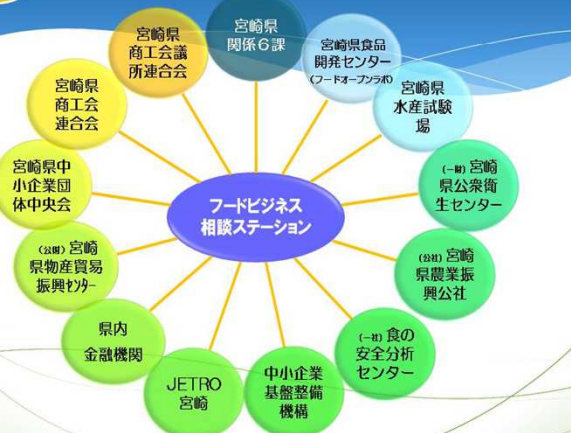 宮崎県
関係6課
宮崎県食品
開発センター
(フードオープンラボ)
宮崎県
水産試験
場
(一財)宮崎
県公衆衛
生センター
(公社)宮崎
県農業振
興公社
(一社)食の
安全分析
センター
中小企業
基盤整備
機構
JETRO
宮崎
県内
金融機関
(公財)宮崎
県物産貿易
振興センター
宮崎県中
小企業団
体中央会
宮崎県
商工会
連合会
宮崎県
商工会議
所連合会
フードビジネス
相談ステーション